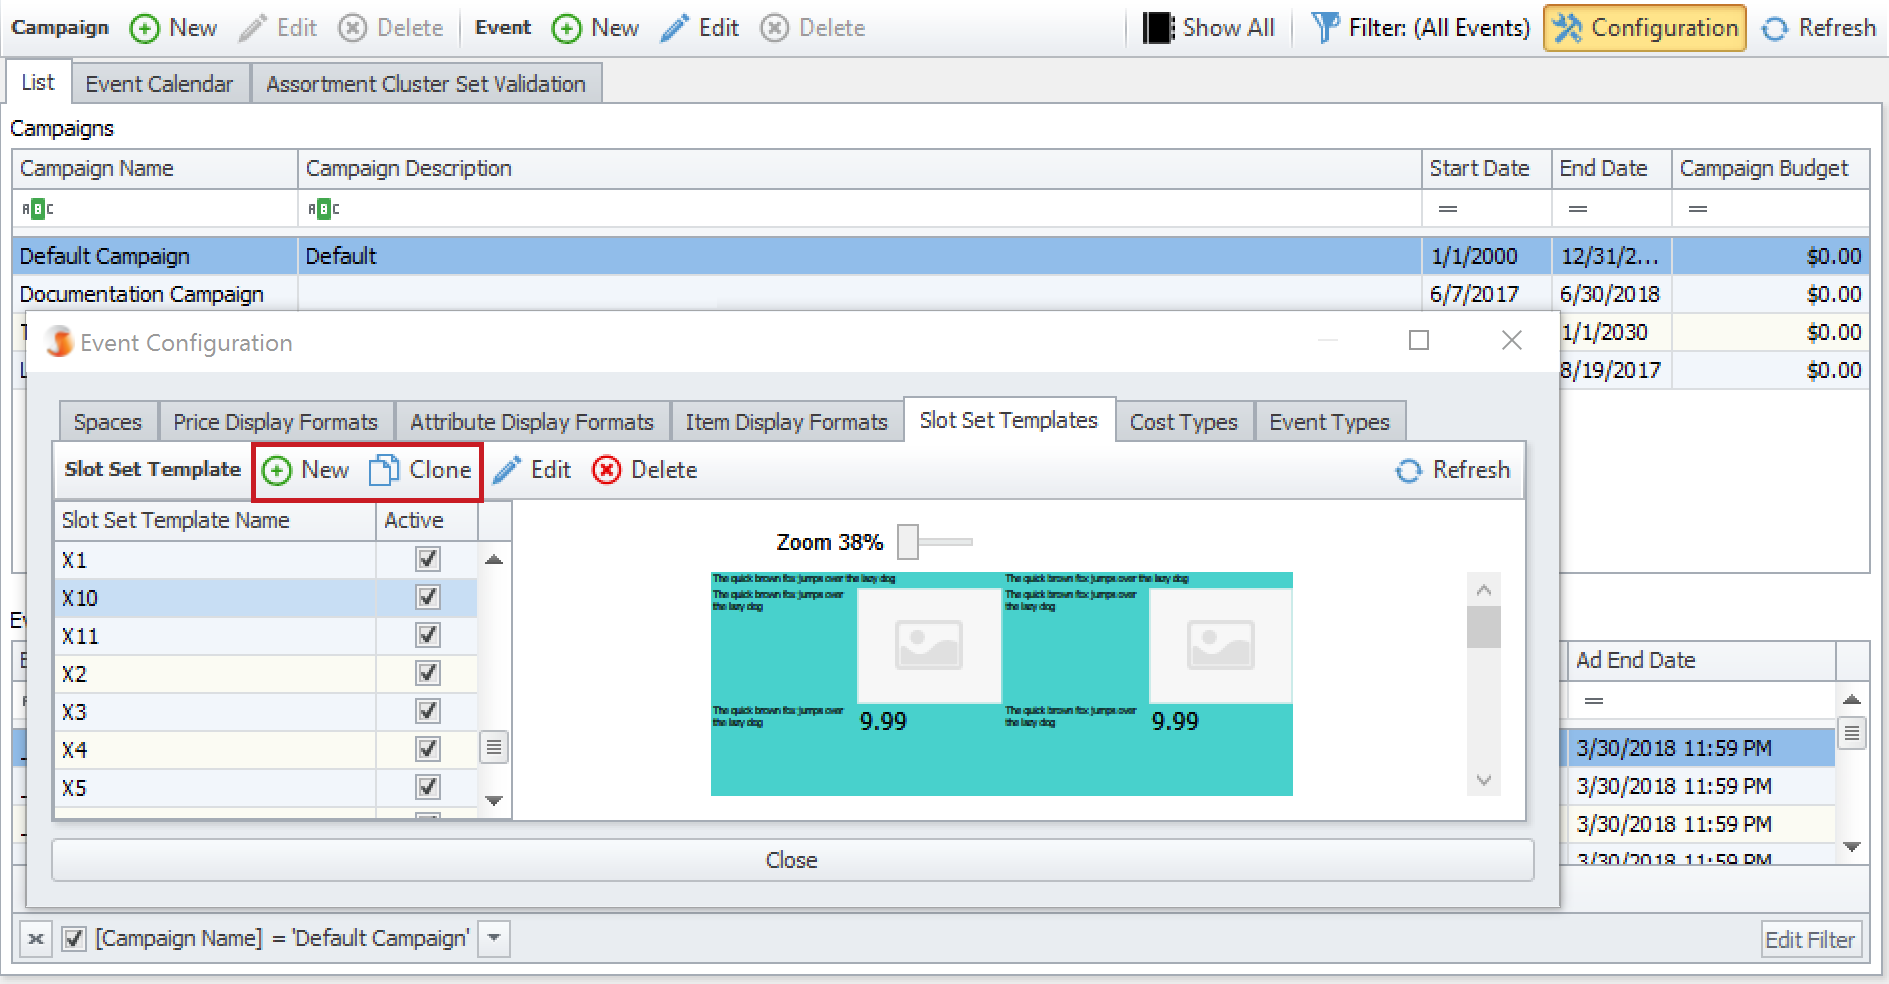 Campaign New Edit Delete Event New Edit Delete Show All Filter: (All Events) Configuration Refresh
List Event Calendar Assortment Cluster Set Validation
Campaigns
Campaign Name Campaign Description Start Date End Date Campaign Budget
ABC ABC = = =
Default Campaign Default 1/1/2000 12/31/2... $0.00
Documentation Campaign 6/7/2017 6/30/2018 $0.00
1/1/2030 $0.00
8/19/2017 $0.00
Event Configuration
Spaces Price Display Formats Attribute Display Formats Item Display Formats Slot Set Templates Cost Types Event Types
Slot Set Template New Clone Edit Delete Refresh
Slot Set Template Name Active
X1
X10
X11
X2
X3
X4
X5
Zoom 38%
The quick brown fox jumps over the lazy dog The quick brown fox jumps over the lazy dog
The quick brown fox jumps over The quick brown fox jumps over
the lazy dog the lazy dog
The quick brown fox jumps over 9.99 The quick brown fox jumps over 9.99
the lazy dog the lazy dog
Close
Ad End Date
=
3/30/2018 11:59 PM
3/30/2018 11:59 PM
3/30/2018 11:59 PM
3/30/2018 11:59 PM
[Campaign Name] = 'Default Campaign' Edit Filter